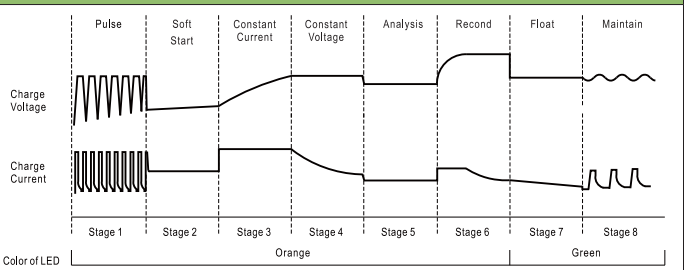 Pulse Soft Constant Constant Analysis Recond Float Maintain
Start Current Voltage
Charge
Voltage
Charge
Current
Stage 1 Stage 2 Stage 3 Stage 4 Stage 5 Stage 6 Stage 7 Stage 8
Color of LED Orange Green